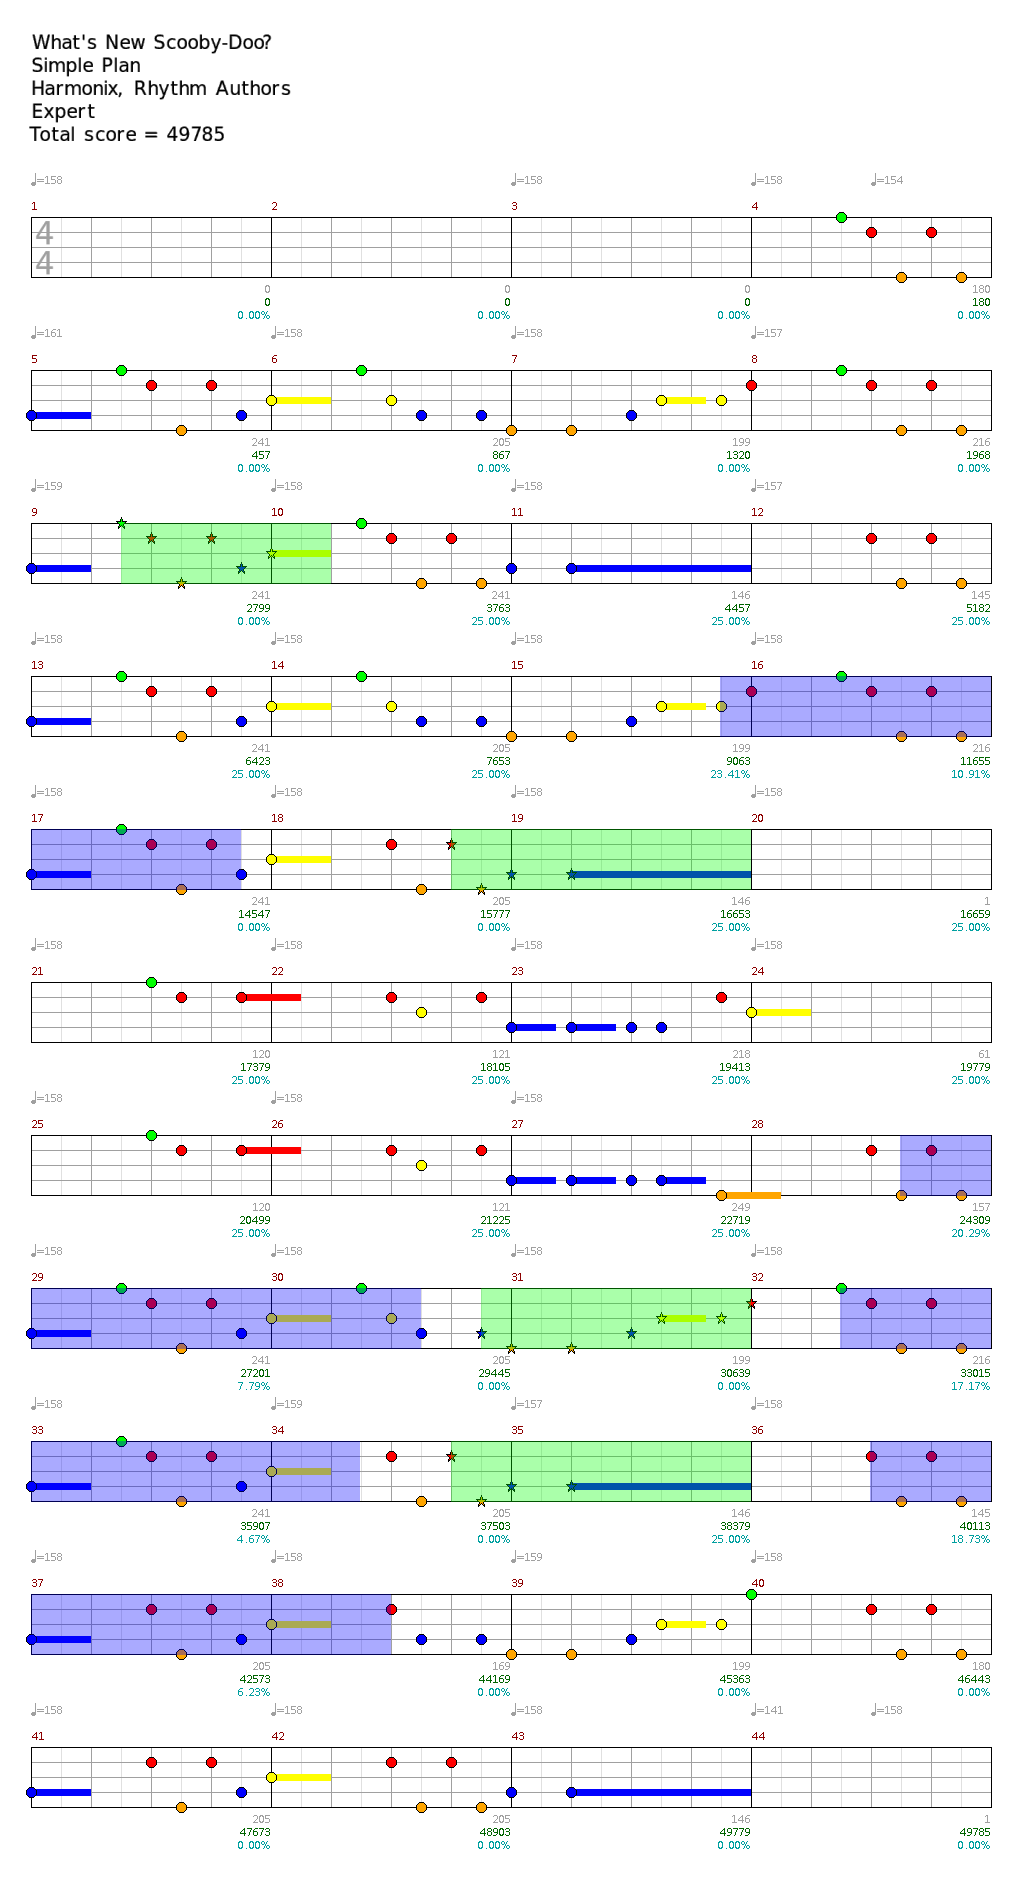 What's New Scooby-Doo?
Simple Plan
Harmonix, Rhythm Authors
Expert
Total score = 49785
♩=158 ♩=158 ♩=158 ♩=154
1 2 3 4
4
4
0 0 0 180
0 0 0 180
0.00% 0.00% 0.00% 0.00%
♩=161 ♩=158 ♩=158 ♩=157
5 6 7 8
241 205 199 216
457 867 1320 1968
0.00% 0.00% 0.00% 0.00%
♩=159 ♩=158 ♩=158 ♩=157
9 10 11 12
241 241 146 145
2799 3763 4457 5182
0.00% 25.00% 25.00% 25.00%
♩=158 ♩=158 ♩=158 ♩=158
13 14 15 16
241 205 199 216
6423 7653 9063 11655
25.00% 25.00% 23.41% 10.91%
♩=158 ♩=158 ♩=158 ♩=158
17 18 19 20
241 205 146 1
14547 15777 16653 16659
0.00% 0.00% 25.00% 25.00%
♩=158 ♩=158 ♩=158 ♩=158
21 22 23 24
120 121 218 61
17379 18105 19413 19779
25.00% 25.00% 25.00% 25.00%
♩=158 ♩=158 ♩=158 ♩=158
25 26 27 28
120 121 249 157
20499 21225 22719 24309
25.00% 25.00% 25.00% 20.29%
♩=158 ♩=158 ♩=158 ♩=158
29 30 31 32
241 205 199 216
27201 29445 30639 33015
7.79% 0.00% 0.00% 17.17%
♩=158 ♩=159 ♩=157 ♩=158
33 34 35 36
241 205 146 145
35907 37503 38379 40113
4.67% 0.00% 25.00% 18.73%
♩=158 ♩=158 ♩=159 ♩=158
37 38 39 40
205 169 199 180
42573 44169 45363 46443
6.23% 0.00% 0.00% 0.00%
♩=158 ♩=158 ♩=158 ♩=141 ♩=158
41 42 43 44
205 205 146 1
47673 48903 49779 49785
0.00% 0.00% 0.00% 0.00%